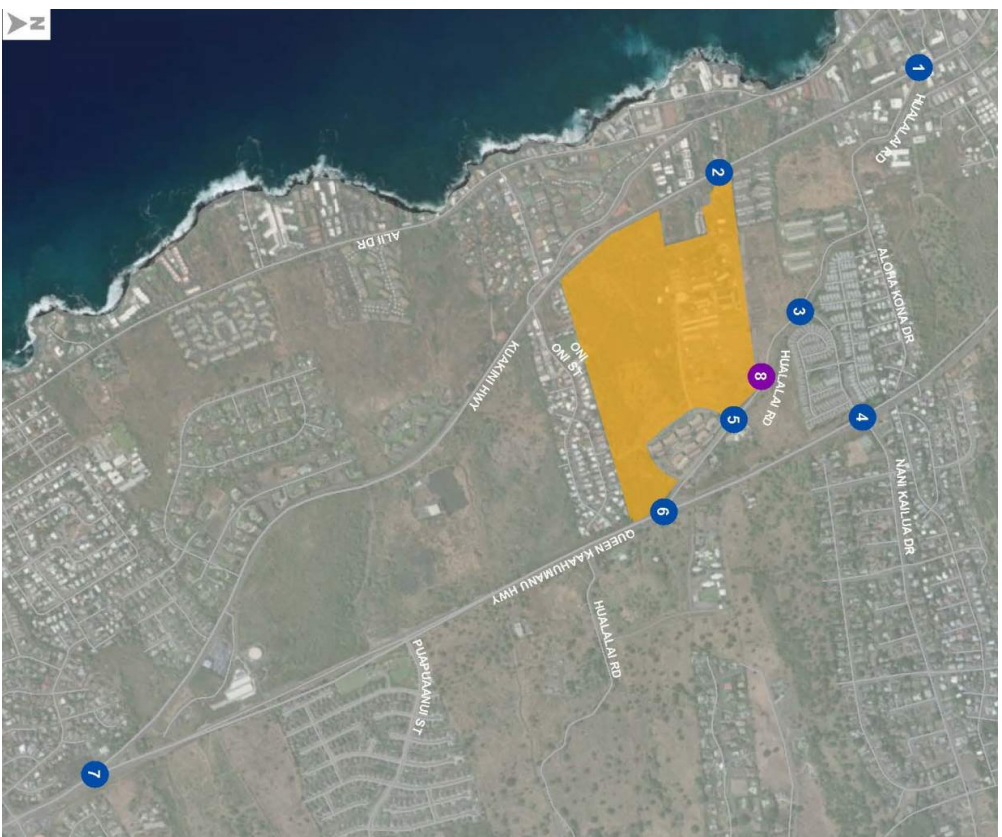 N
1
HUALALAI RD
2
ALII DR
ALOHA KONA DR
3
HUALALAI RD
8
ONI
ONI ST
KUAKINI HWY
5
4
NANI KAILUA DR
6
QUEEN KAAHUMANU HWY
HUALALAI RD
PUAPUAANUI ST
7